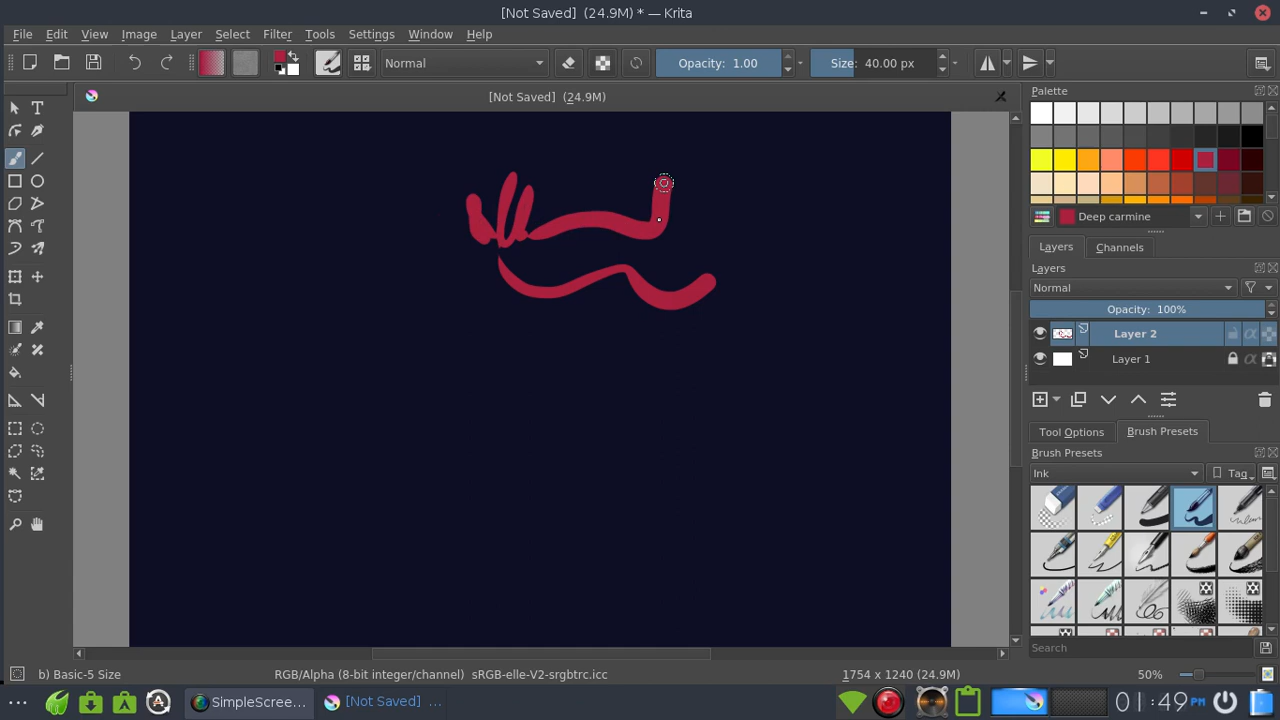 [Not Saved]  (24.9M) * — Krita
File Edit View Image Layer Select Filter Tools Settings Window Help
Normal Opacity: 1.00 Size: 40.00 px
[Not Saved]  (24.9M)
Palette
Deep carmine
Layers Channels
Layers
Normal
Opacity: 100%
Layer 2
Layer 1
Tool Options Brush Presets
Brush Presets
Ink Tag
Search
b) Basic-5 Size RGB/Alpha (8-bit integer/channel)  sRGB-elle-V2-srgbtrc.icc 1754 x 1240 (24.9M) 50%
SimpleScree... [Not Saved]  ... 01:49 PM